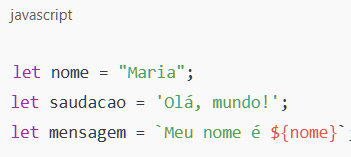 javascript
let nome = "Maria";
let saudacao = 'Olá, mundo!';
let mensagem = `Meu nome é ${nome}`;